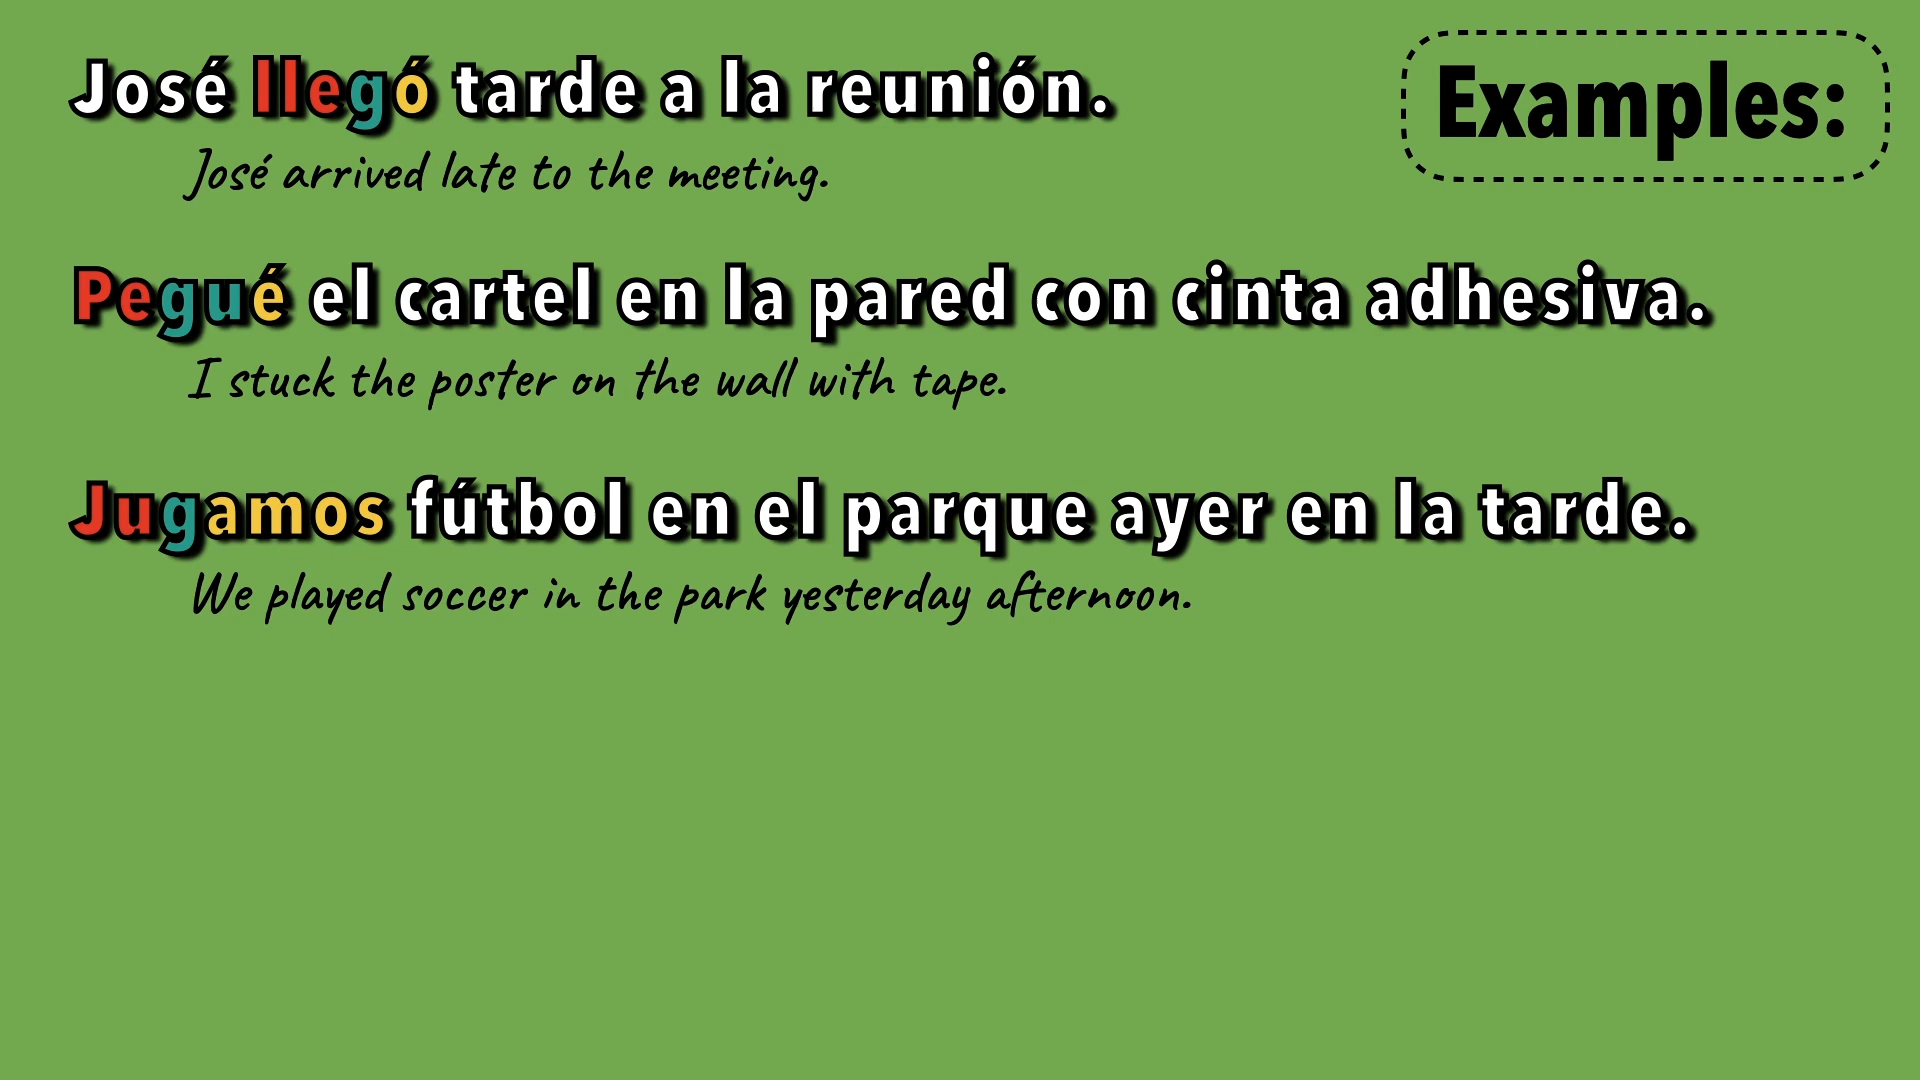 Examples:
José llegó tarde a la reunión.
José arrived late to the meeting.
Pegué el cartel en la pared con cinta adhesiva.
I stuck the poster on the wall with tape.
Jugamos fútbol en el parque ayer en la tarde.
We played soccer in the park yesterday afternoon.